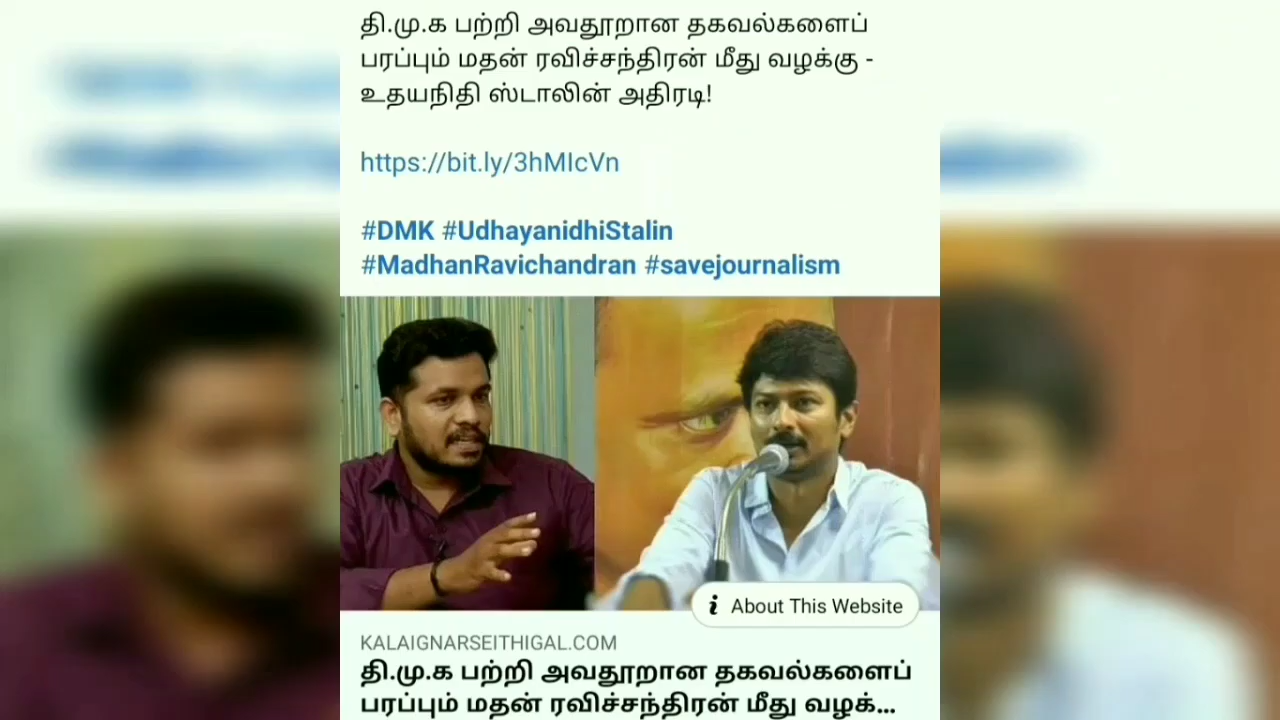 தி.மு.க பற்றி அவதூறான தகவல்களைப்
பரப்பும் மதன் ரவிச்சந்திரன் மீது வழக்கு -
உதயநிதி ஸ்டாலின் அதிரடி!
https://bit.ly/3hMIcVn
#DMK #UdhayanidhiStalin
#MadhanRavichandran #savejournalism
i About This Website
KALAIGNARSEITHIGAL.COM
தி.மு.க பற்றி அவதூறான தகவல்களைப்
பரப்பும் மதன் ரவிச்சந்திரன் மீது வழக்...